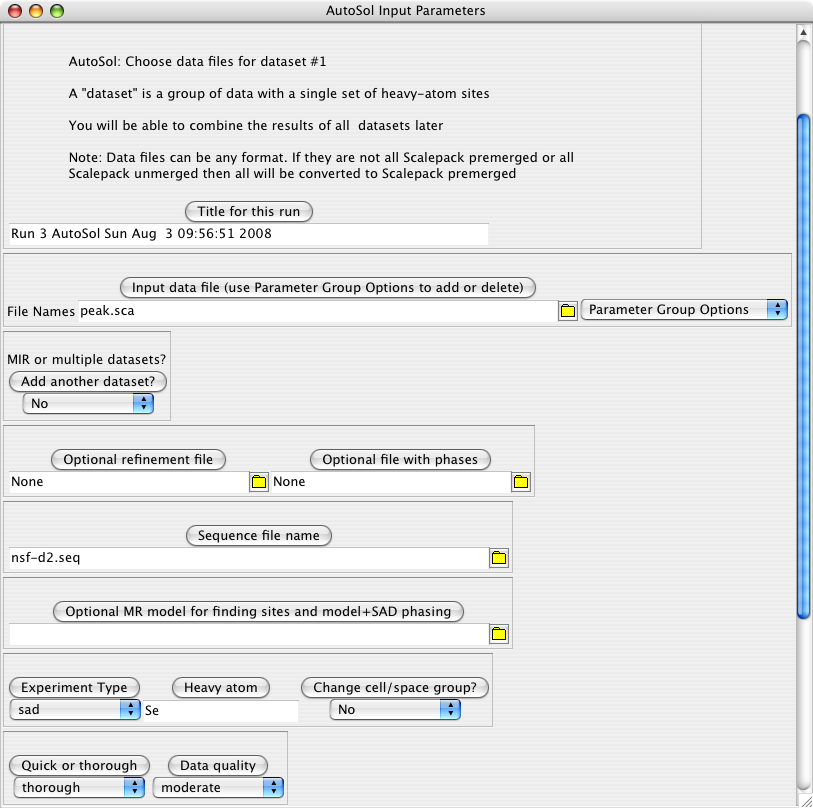 AutoSol Input Parameters
AutoSol: Choose data files for dataset #1
A "dataset" is a group of data with a single set of heavy-atom sites
You will be able to combine the results of all  datasets later
Note: Data files can be any format. If they are not all Scalepack premerged or all
Scalepack unmerged then all will be converted to Scalepack premerged
Title for this run
Run 3 AutoSol Sun Aug  3 09:56:51 2008
Input data file (use Parameter Group Options to add or delete)
File Names peak.sca Parameter Group Options
MIR or multiple datasets?
Add another dataset?
No
Optional refinement file Optional file with phases
None None
Sequence file name
nsf-d2.seq
Optional MR model for finding sites and model+SAD phasing
Experiment Type Heavy atom Change cell/space group?
sad Se No
Quick or thorough Data quality
thorough moderate